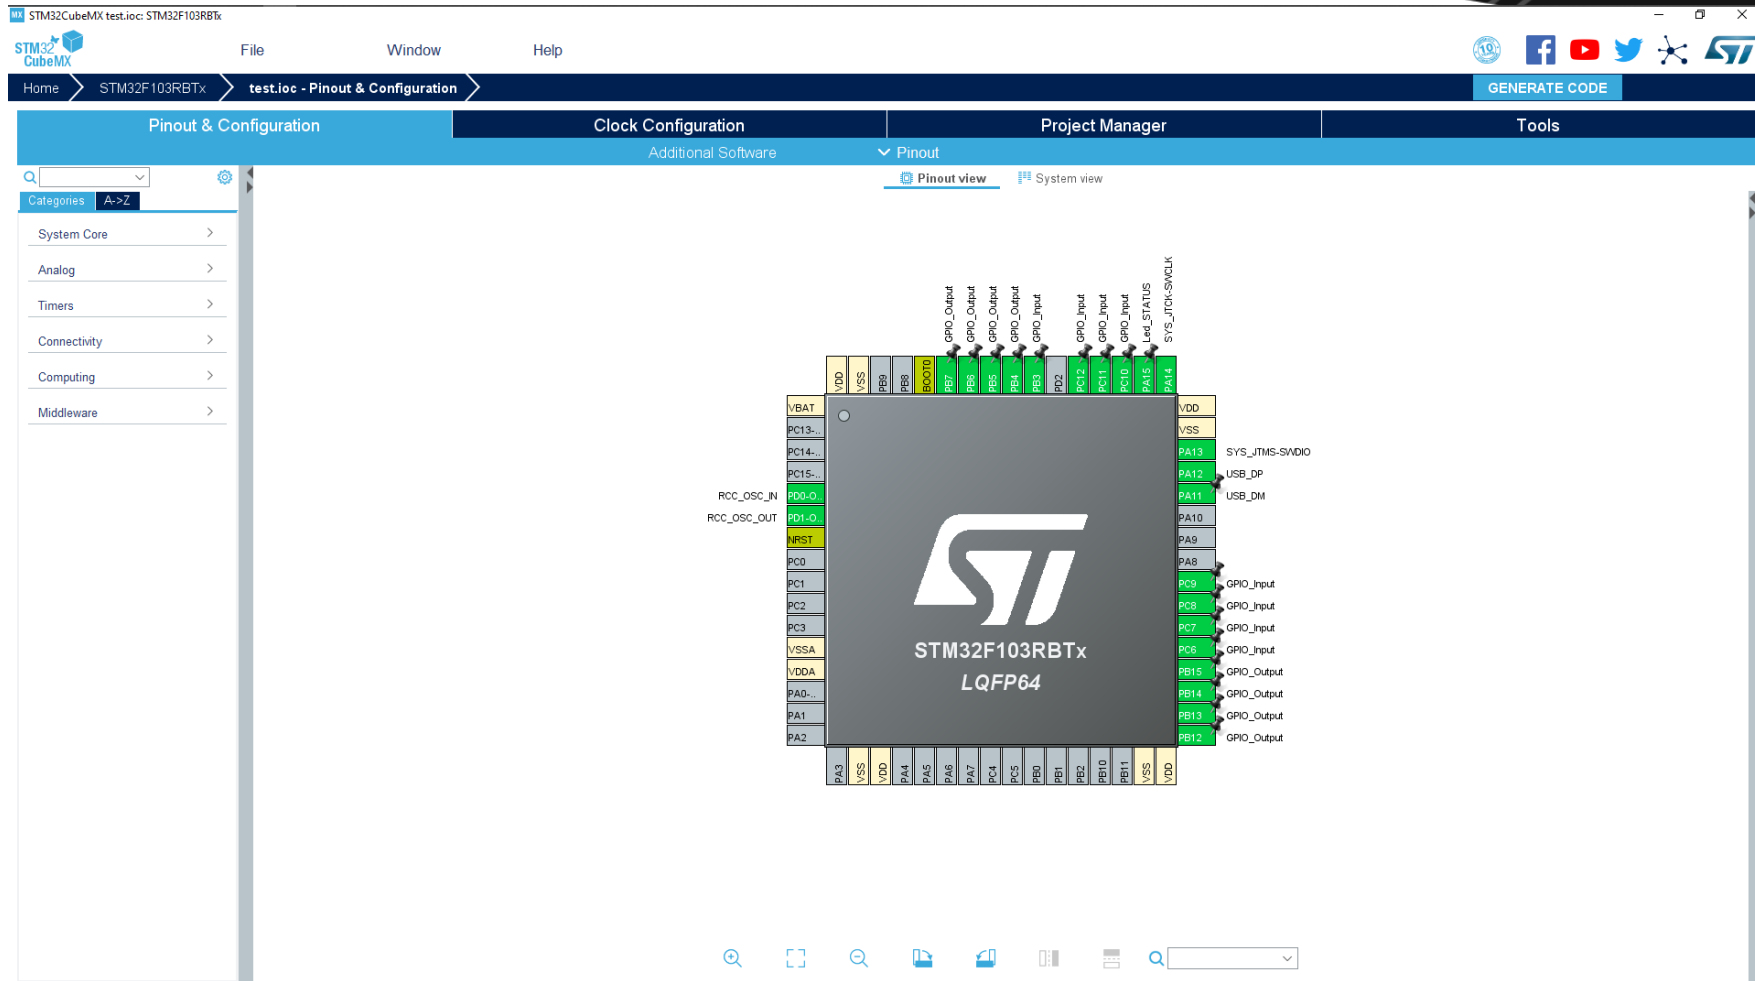 MX STM32CubeMX test.ioc: STM32F103RBTx
STM32 CubeMX
File Window Help
10
Home STM32F103RBTx test.ioc - Pinout & Configuration GENERATE CODE
Pinout & Configuration Clock Configuration Project Manager Tools
Additional Software Pinout
Pinout view System view
Categories A->Z
System Core
Analog
Timers
Connectivity
Computing
Middleware
GPIO_Output GPIO_Output GPIO_Output GPIO_Output GPIO_Input GPIO_Input GPIO_Input GPIO_Input Led_STATUS SYS_JTCK-SWCLK
VDD VSS PB9 PB8 BOOT0 PB7 PB6 PB5 PB4 PB3 PD2 PC12 PC11 PC10 PA15 PA14
VBAT VDD
PC13-.. VSS
PC14-.. PA13 SYS_JTMS-SWDIO
PC15-.. PA12 USB_DP
RCC_OSC_IN PD0-O.. PA11 USB_DM
RCC_OSC_OUT PD1-O.. PA10
NRST PA9
PC0 PA8
PC1 PC9 GPIO_Input
PC2 PC8 GPIO_Input
PC3 PC7 GPIO_Input
VSSA PC6 GPIO_Input
VDDA PB15 GPIO_Output
PA0-.. PB14 GPIO_Output
PA1 PB13 GPIO_Output
PA2 PB12 GPIO_Output
ST
STM32F103RBTx
LQFP64
PA3 VSS VDD PA4 PA5 PA6 PA7 PC4 PC5 PB0 PB1 PB2 PB10 PB11 VSS VDD